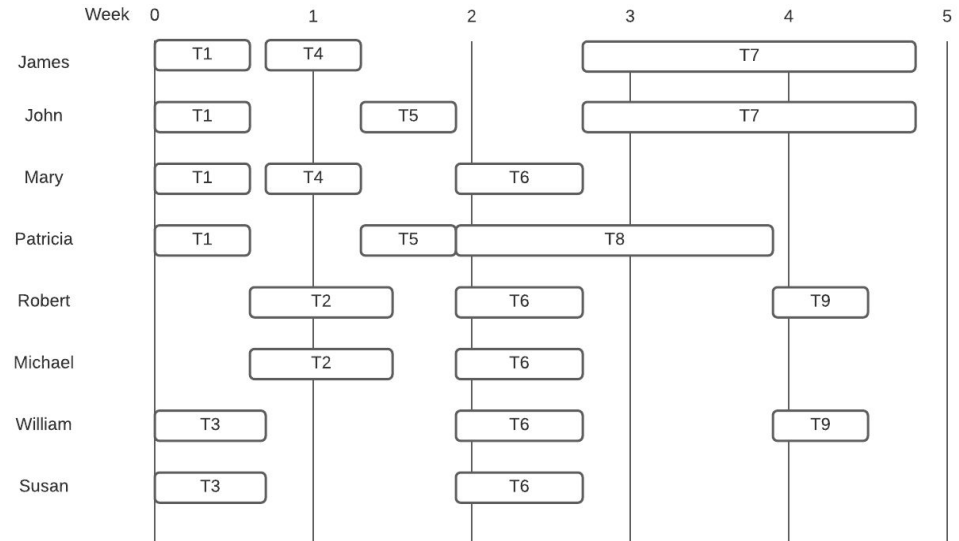 Week 0 1 2 3 4 5
James T1 T4 T7
John T1 T5 T7
Mary T1 T4 T6
Patricia T1 T5 T8
Robert T2 T6 T9
Michael T2 T6
William T3 T6 T9
Susan T3 T6